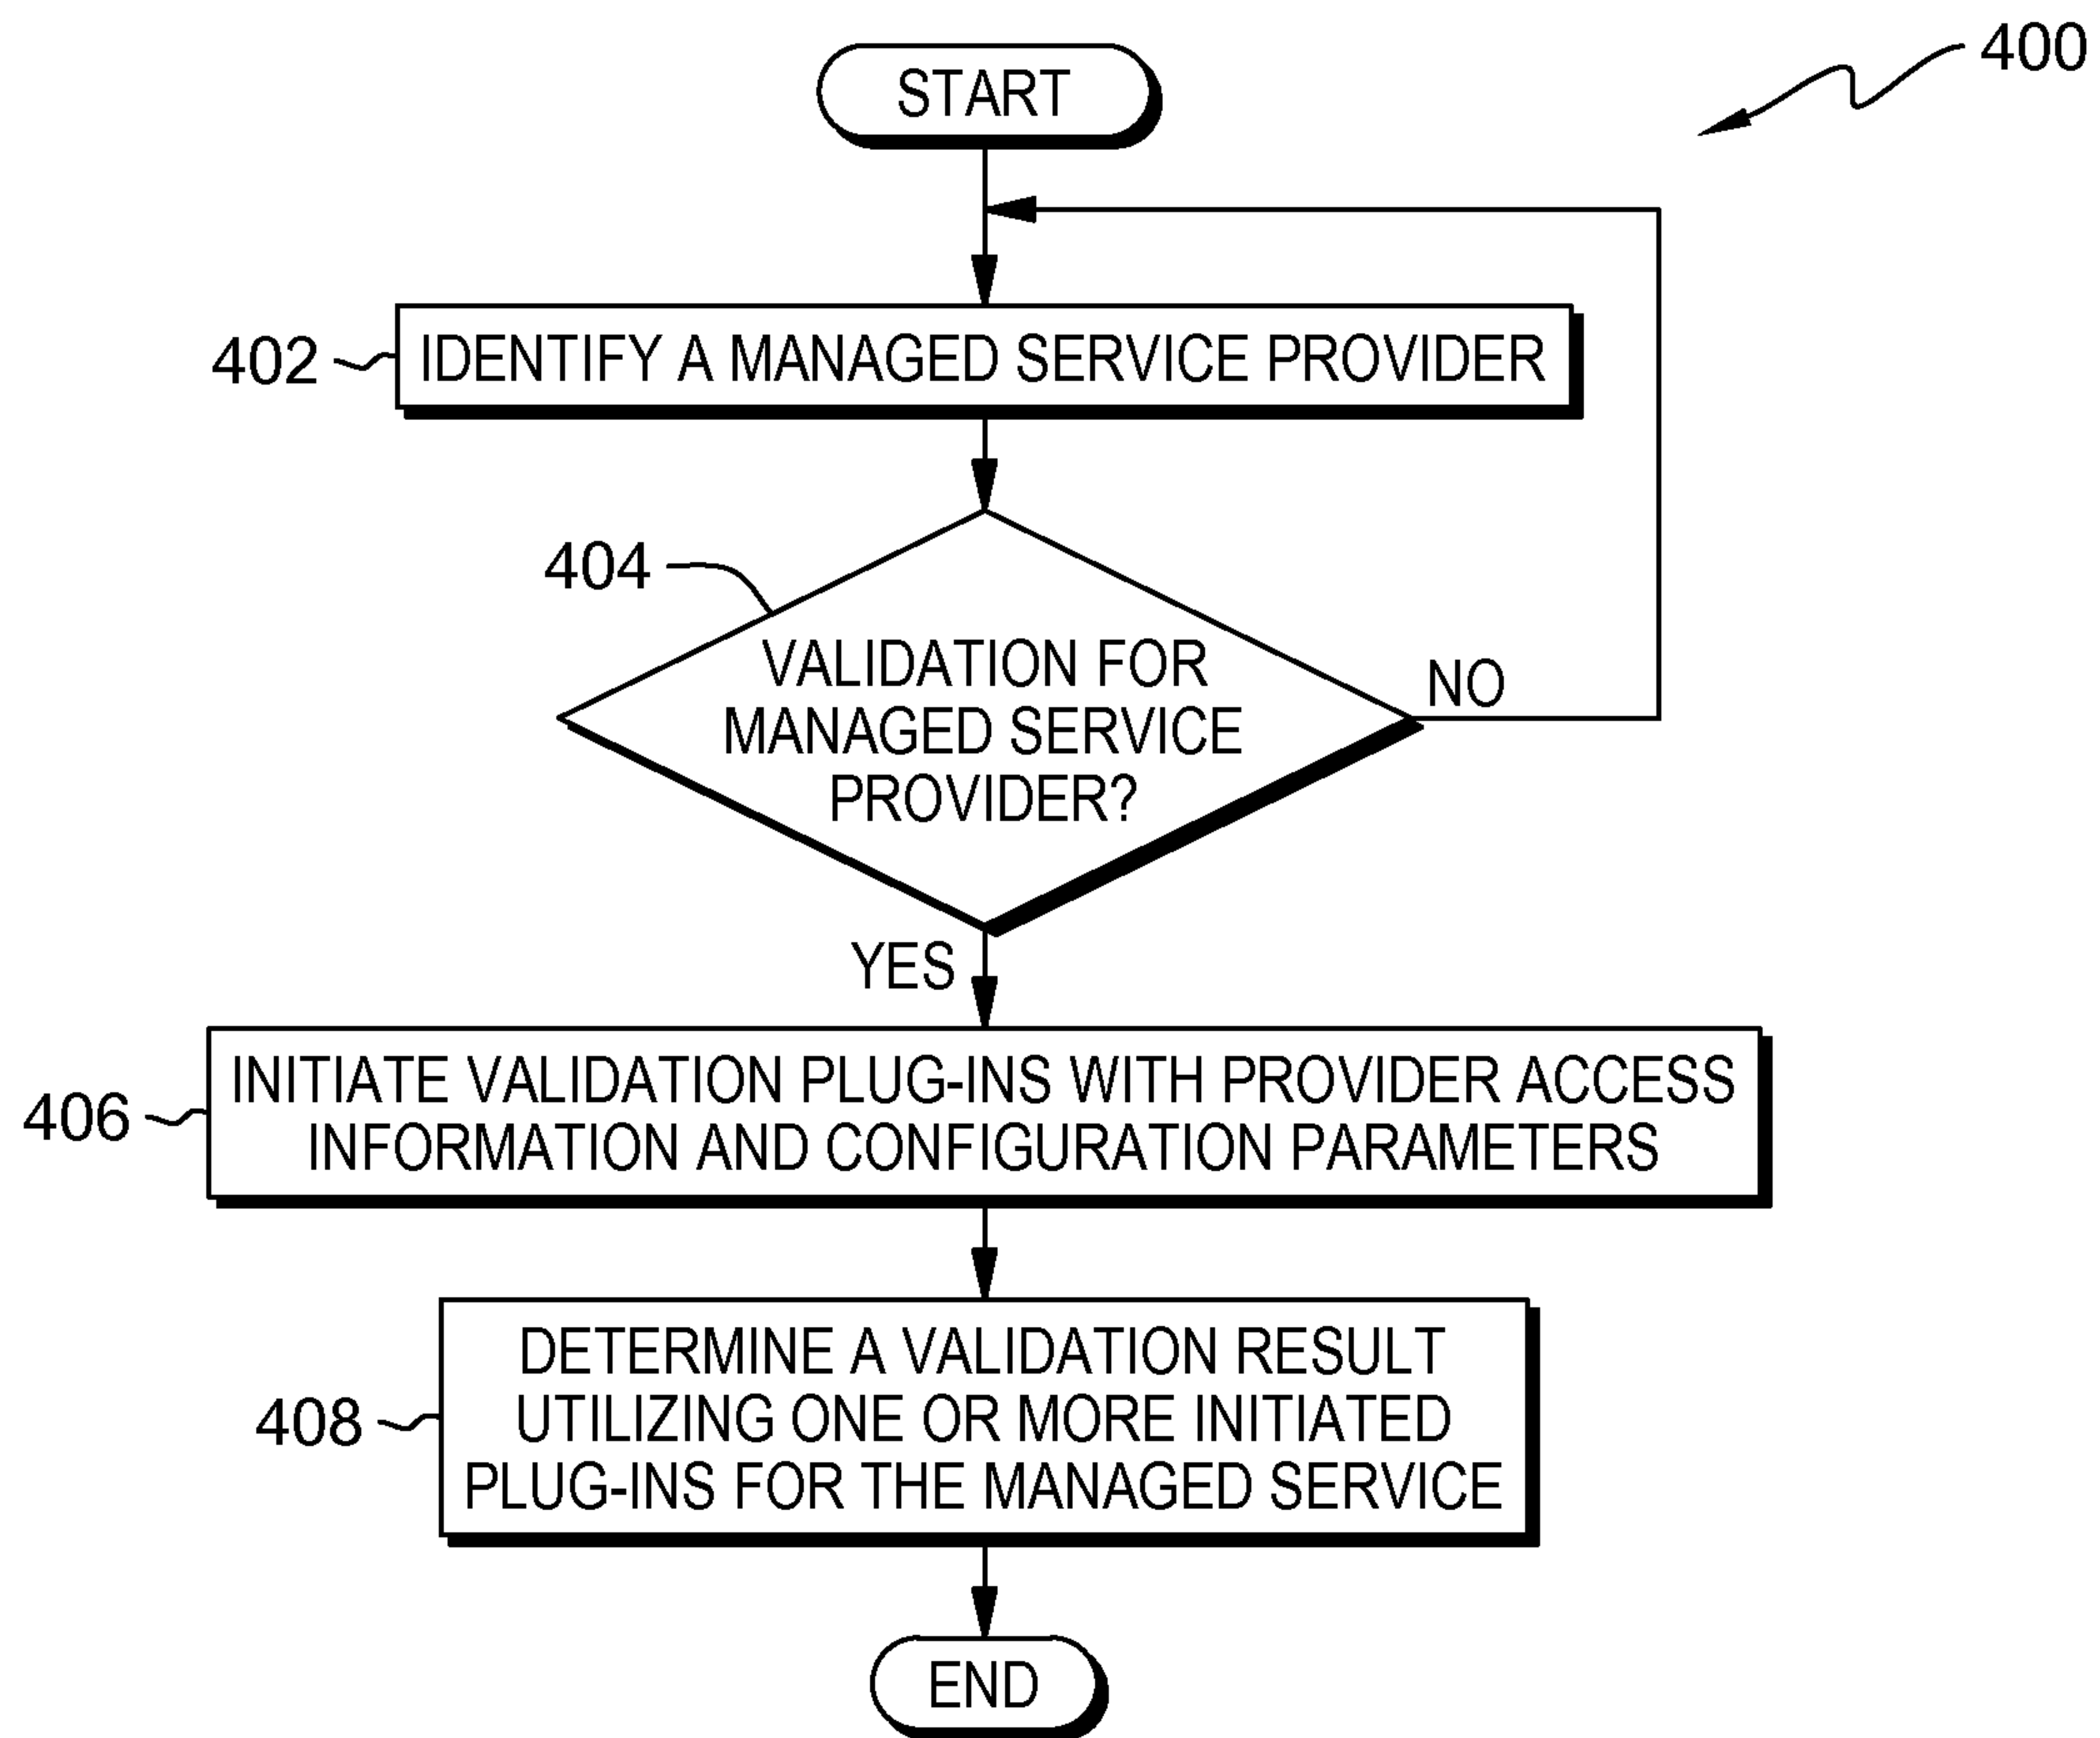 400
START
402
IDENTIFY A MANAGED SERVICE PROVIDER
404
VALIDATION FOR
MANAGED SERVICE
PROVIDER?
NO
YES
406
INITIATE VALIDATION PLUG-INS WITH PROVIDER ACCESS
INFORMATION AND CONFIGURATION PARAMETERS
408
DETERMINE A VALIDATION RESULT
UTILIZING ONE OR MORE INITIATED
PLUG-INS FOR THE MANAGED SERVICE
END